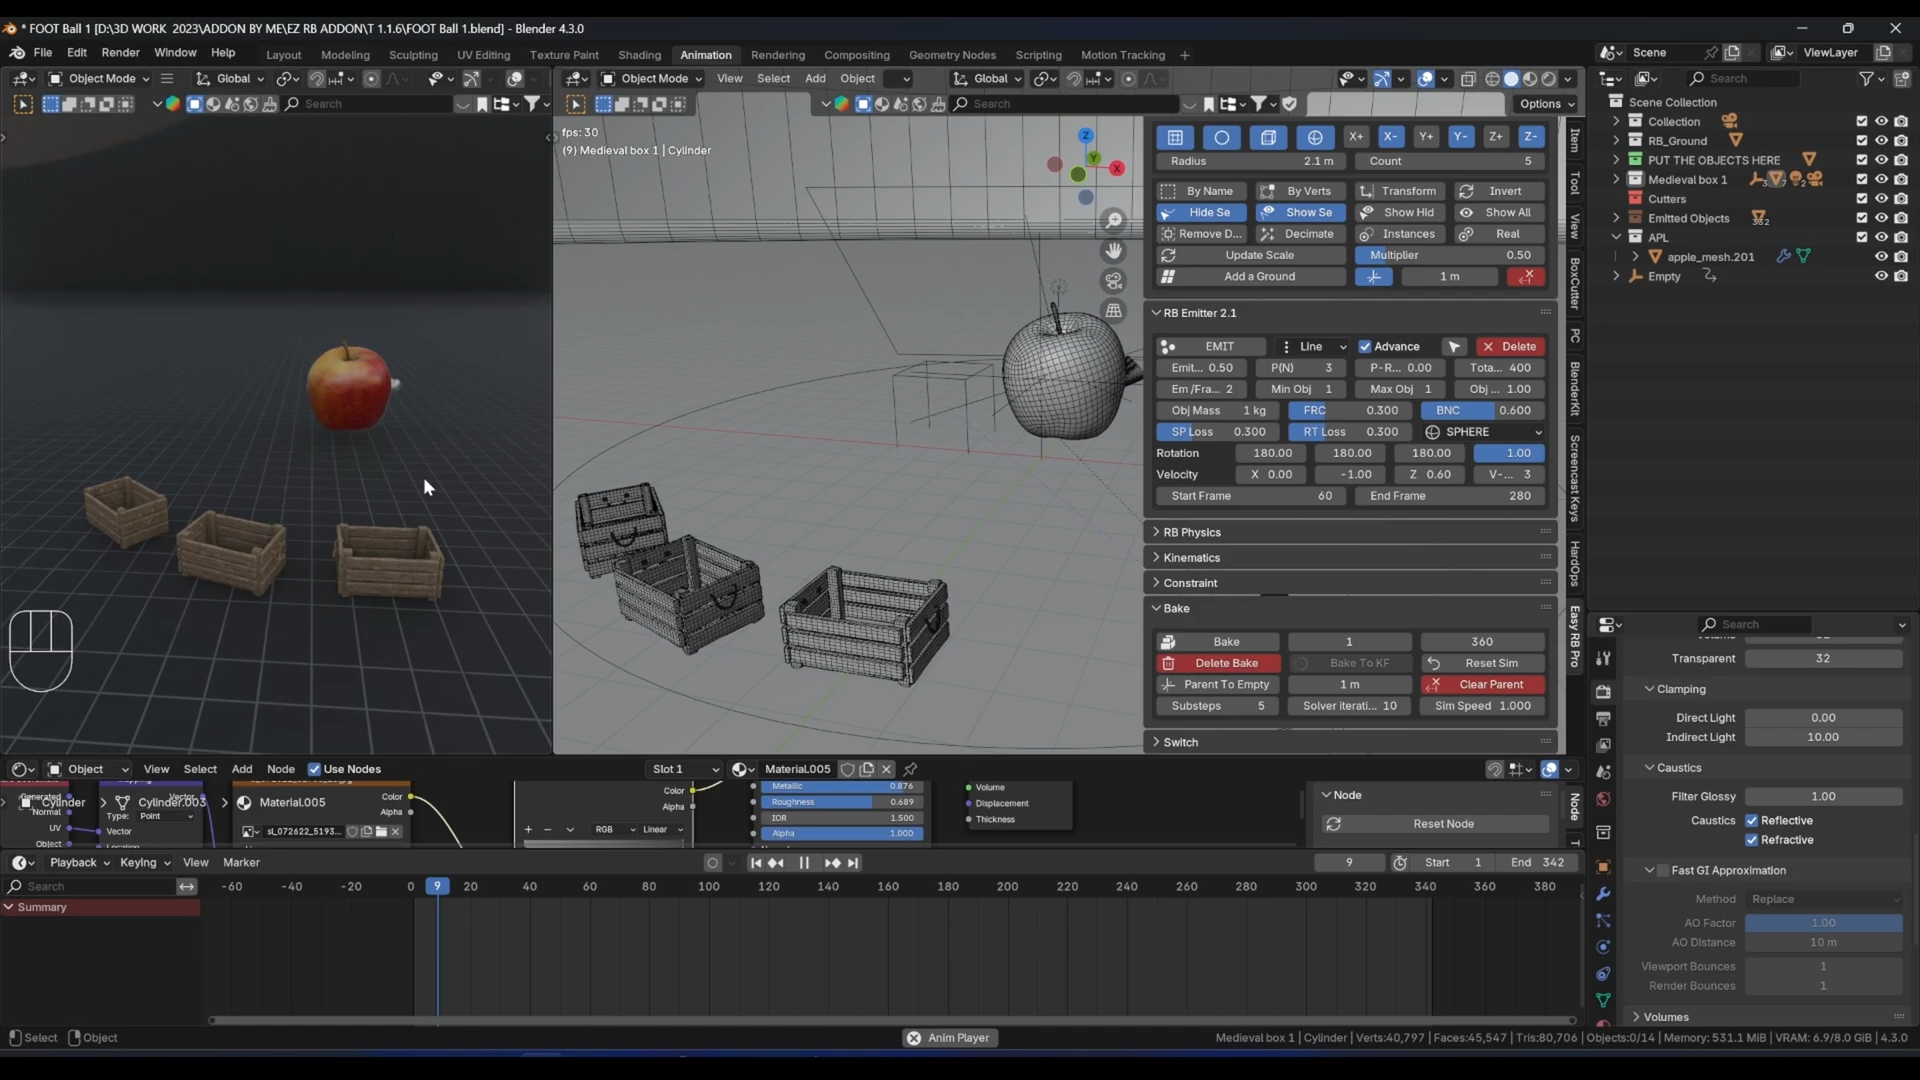 * FOOT Ball 1 [D:\3D WORK 2023\ADDON BY ME\EZ RB ADDON\T 1.1.6\FOOT Ball 1.blend] - Blender 4.3.0
File Edit Render Window Help Layout Modeling Sculpting UV Editing Texture Paint Shading Animation Rendering Compositing Geometry Nodes Scripting Motion Tracking +
Scene ViewLayer
Object Mode Global
Object Mode View Select Add Object Global
Search
Search
Search
Options
fps: 30
(9) Medieval box 1 | Cylinder
Z
Y
X
X+ X- Y+ Y- Z+ Z-
Radius 2.1 m Count 5
By Name By Verts Transform Invert
Hide Se Show Se Show Hid Show All
Remove D... Decimate Instances Real
Update Scale Multiplier 0.50
Add a Ground 1 m
RB Emitter 2.1
EMIT Line Advance Delete
Emit... 0.50 P(N) 3 P-R... 0.00 Tota... 400
Em /Fra... 2 Min Obj 1 Max Obj 1 Obj ... 1.00
Obj Mass 1 kg FRC 0.300 BNC 0.600
SP Loss 0.300 RT Loss 0.300 SPHERE
Rotation 180.00 180.00 180.00 1.00
Velocity X 0.00 -1.00 Z 0.60 V-... 3
Start Frame 60 End Frame 280
RB Physics
Kinematics
Constraint
Bake
Bake 1 360
Delete Bake Bake To KF Reset Sim
Parent To Empty 1 m Clear Parent
Substeps 5 Solver iterati... 10 Sim Speed 1.000
Switch
Item
Tool
View
BoxCutter
PC
BlenderKit
Screencast Keys
HardOps
Easy RB Pro
Scene Collection
Collection
RB_Ground
PUT THE OBJECTS HERE
Medieval box 1
Cutters
Emitted Objects 332
APL
apple_mesh.201
Empty
Search
Transparent 32
Clamping
Direct Light 0.00
Indirect Light 10.00
Caustics
Filter Glossy 1.00
Caustics Reflective
Refractive
Fast GI Approximation
Method Replace
AO Factor 1.00
AO Distance 10 m
Viewport Bounces 1
Render Bounces 1
Volumes
Object View Select Add Node Use Nodes Slot 1 Material.005
Cylinder Cylinder.003 Material.005
Generated
Normal
UV
Object
Vector
Type: Point
Vector
Color
Alpha
sl_072622_5193...
Color
Alpha
RGB Linear
Metallic 0.876
Roughness 0.689
IOR 1.500
Alpha 1.000
Volume
Displacement
Thickness
Node
Reset Node
Node
Playback Keying View Marker 9 Start 1 End 342
Search -60 -40 -20 0 9 20 40 60 80 100 120 140 160 180 200 220 240 260 280 300 320 340 360 380
Summary
Select Object Anim Player Medieval box 1 | Cylinder | Verts:40,797 | Faces:45,547 | Tris:80,706 | Objects:0/14 | Memory: 531.1 MiB | VRAM: 6.9/8.0 GiB | 4.3.0